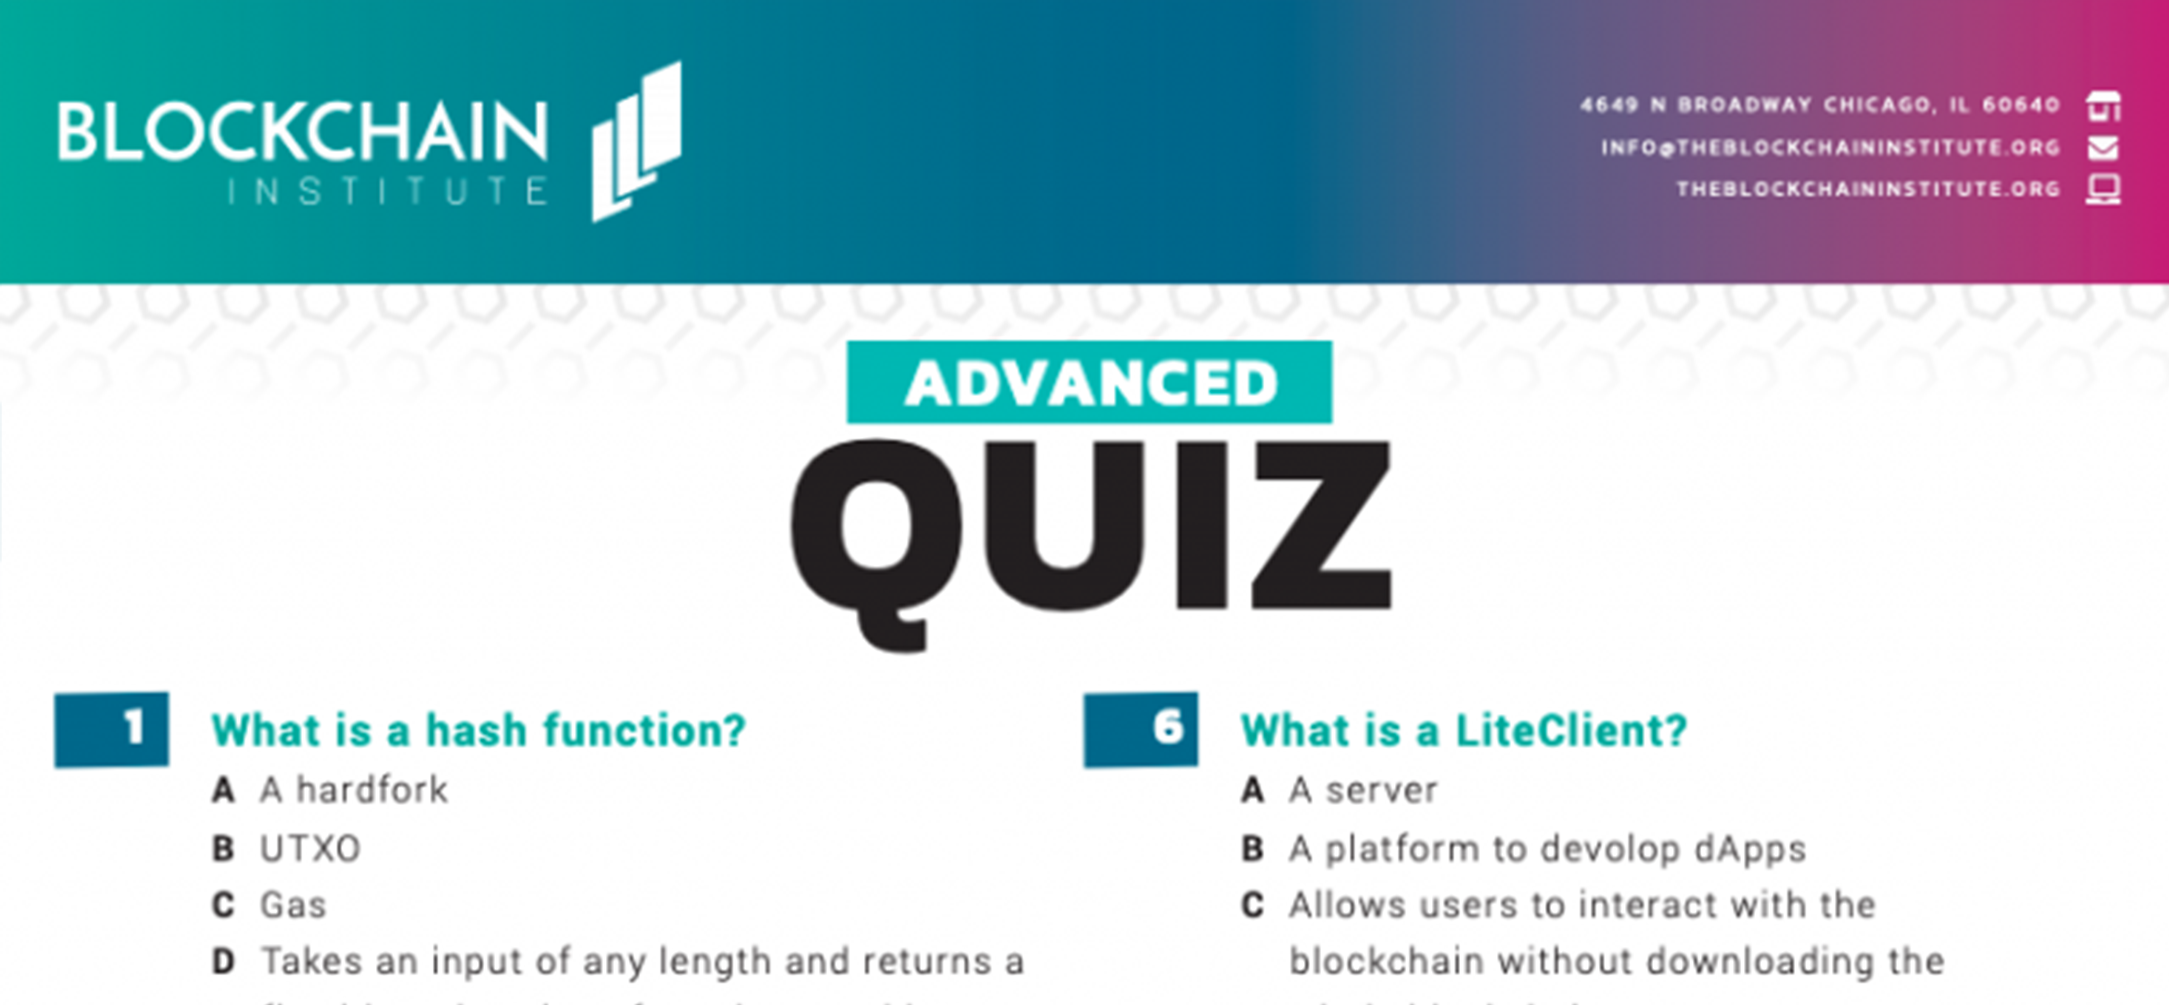 BLOCKCHAIN
INSTITUTE
4649 N BROADWAY CHICAGO, IL 60640
INFO@THEBLOCKCHAININSTITUTE.ORG
THEBLOCKCHAININSTITUTE.ORG
ADVANCED
QUIZ
1 What is a hash function?
A A hardfork
B UTXO
C Gas
D Takes an input of any length and returns a
6 What is a LiteClient?
A A server
B A platform to devolop dApps
C Allows users to interact with the
blockchain without downloading the